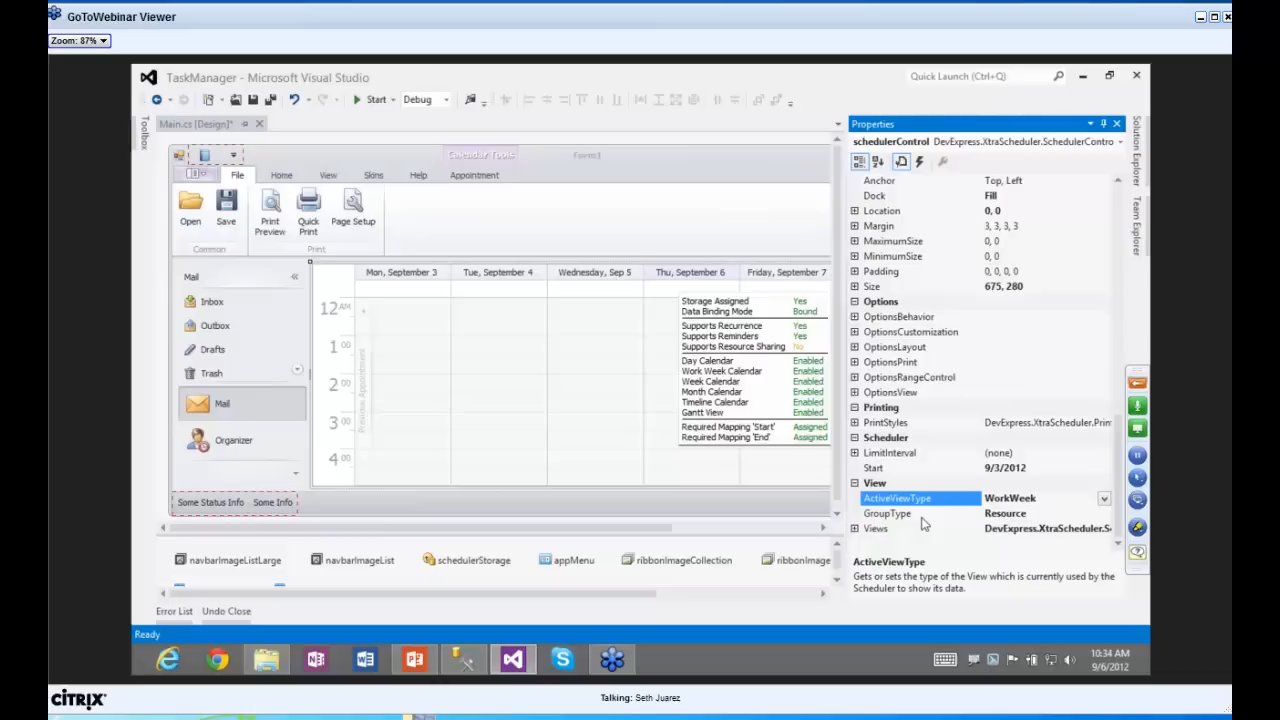 GoToWebinar Viewer
Zoom: 87%
TaskManager - Microsoft Visual Studio
Quick Launch (Ctrl+Q)
Start
Debug
Toolbox
Main.cs [Design]*
Calendar Tools
Form1
File
Home
View
Skins
Help
Appointment
Open
Save
Print Preview
Quick Print
Page Setup
Common
Print
Mail
Inbox
Outbox
Drafts
Trash
Mail
Organizer
Some Status Info
Some Info
Mon, September 3
Tue, September 4
Wednesday, Sep 5
Thu, September 6
Friday, September 7
12 AM
1 00
2 00
3 00
4 00
Previous Appointment
Storage Assigned Yes
Data Binding Mode Bound
Supports Recurrence Yes
Supports Reminders Yes
Supports Resource Sharing No
Day Calendar Enabled
Work Week Calendar Enabled
Week Calendar Enabled
Month Calendar Enabled
Timeline Calendar Enabled
Gantt View Enabled
Required Mapping 'Start' Assigned
Required Mapping 'End' Assigned
navbarImageListLarge
navbarImageList
schedulerStorage
appMenu
ribbonImageCollection
ribbonImage
Error List
Undo Close
Properties
schedulerControl DevExpress.XtraScheduler.SchedulerContro
Anchor Top, Left
Dock Fill
Location 0, 0
Margin 3, 3, 3, 3
MaximumSize 0, 0
MinimumSize 0, 0
Padding 0, 0, 0, 0
Size 675, 280
Options
OptionsBehavior
OptionsCustomization
OptionsLayout
OptionsPrint
OptionsRangeControl
OptionsView
Printing
PrintStyles DevExpress.XtraScheduler.Prin
Scheduler
LimitInterval (none)
Start 9/3/2012
View
ActiveViewType WorkWeek
GroupType Resource
Views DevExpress.XtraScheduler.S
ActiveViewType
Gets or sets the type of the View which is currently used by the
Scheduler to show its data.
Solution Explorer
Team Explorer
Ready
10:34 AM
9/6/2012
CITRIX
Talking: Seth Juarez